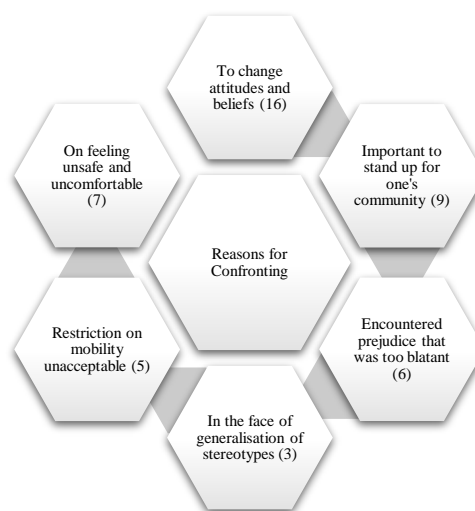 To change
attitudes and
beliefs (16)
On feeling
unsafe and
uncomfortable
(7)
Important to
stand up for
one's
community (9)
Reasons for
Confronting
Restriction on
mobility
unacceptable (5)
Encountered
prejudice that
was too blatant
(6)
In the face of
generalisation of
stereotypes (3)